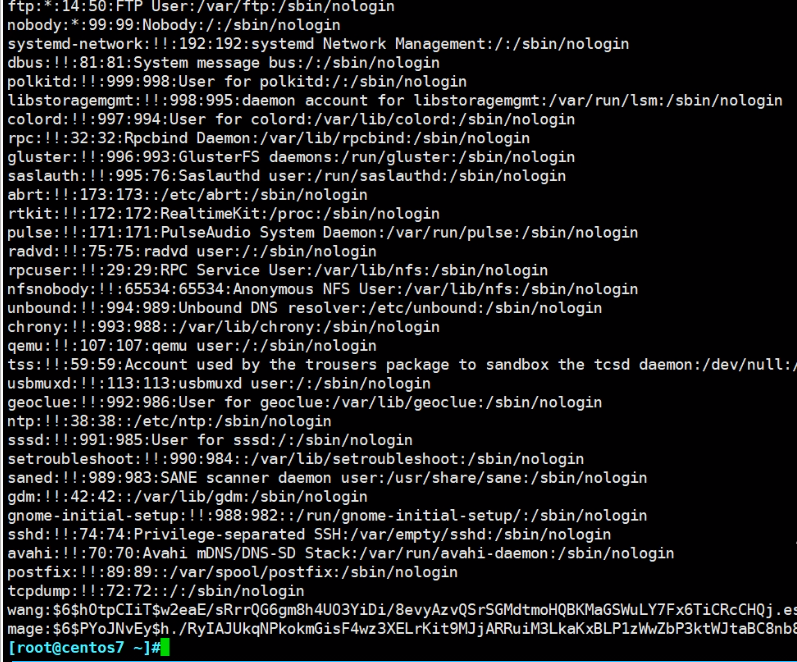 ftp:*:14:50:FTP User:/var/ftp:/sbin/nologin
nobody:*:99:99:Nobody:/:/sbin/nologin
systemd-network:!!:192:192:systemd Network Management:/:/sbin/nologin
dbus:!!:81:81:System message bus:/:/sbin/nologin
polkitd:!!:999:998:User for polkitd:/:/sbin/nologin
libstoragemgmt:!!:998:995:daemon account for libstoragemgmt:/var/run/lsm:/sbin/nologin
colord:!!:997:994:User for colord:/var/lib/colord:/sbin/nologin
rpc:!!:32:32:Rpcbind Daemon:/var/lib/rpcbind:/sbin/nologin
gluster:!!:996:993:GlusterFS daemons:/run/gluster:/sbin/nologin
saslauth:!!:995:76:Saslauthd user:/run/saslauthd:/sbin/nologin
abrt:!!:173:173::/etc/abrt:/sbin/nologin
rtkit:!!:172:172:RealtimeKit:/proc:/sbin/nologin
pulse:!!:171:171:PulseAudio System Daemon:/var/run/pulse:/sbin/nologin
radvd:!!:75:75:radvd user:/:/sbin/nologin
rpcuser:!!:29:29:RPC Service User:/var/lib/nfs:/sbin/nologin
nfsnobody:!!:65534:65534:Anonymous NFS User:/var/lib/nfs:/sbin/nologin
unbound:!!:994:989:Unbound DNS resolver:/etc/unbound:/sbin/nologin
chrony:!!:993:988::/var/lib/chrony:/sbin/nologin
qemu:!!:107:107:qemu user:/:/sbin/nologin
tss:!!:59:59:Account used by the trousers package to sandbox the tcsd daemon:/dev/null:/
usbmuxd:!!:113:113:usbmuxd user:/:/sbin/nologin
geoclue:!!:992:986:User for geoclue:/var/lib/geoclue:/sbin/nologin
ntp:!!:38:38::/etc/ntp:/sbin/nologin
sssd:!!:991:985:User for sssd:/:/sbin/nologin
setroubleshoot:!!:990:984::/var/lib/setroubleshoot:/sbin/nologin
saned:!!:989:983:SANE scanner daemon user:/usr/share/sane:/sbin/nologin
gdm:!!:42:42::/var/lib/gdm:/sbin/nologin
gnome-initial-setup:!!:988:982::/run/gnome-initial-setup/:/sbin/nologin
sshd:!!:74:74:Privilege-separated SSH:/var/empty/sshd:/sbin/nologin
avahi:!!:70:70:Avahi mDNS/DNS-SD Stack:/var/run/avahi-daemon:/sbin/nologin
postfix:!!:89:89::/var/spool/postfix:/sbin/nologin
tcpdump:!!:72:72::/:/sbin/nologin
wang:$6$hOtpCIiT$w2eaE/sRrrQG6gm8h4UO3YiDi/8evyAzvQSrSGMdtmoHQBKMaGSWuLY7Fx6TiCRcCHQj.es
mage:$6$PYoJNvEy$h./RyIAJUkqNPkokmGisF4wz3XELrKit9MJjARRuiM3LkaKxBLP1zWwZbP3ktWJtaBC8nb8
[root@centos7 ~]#